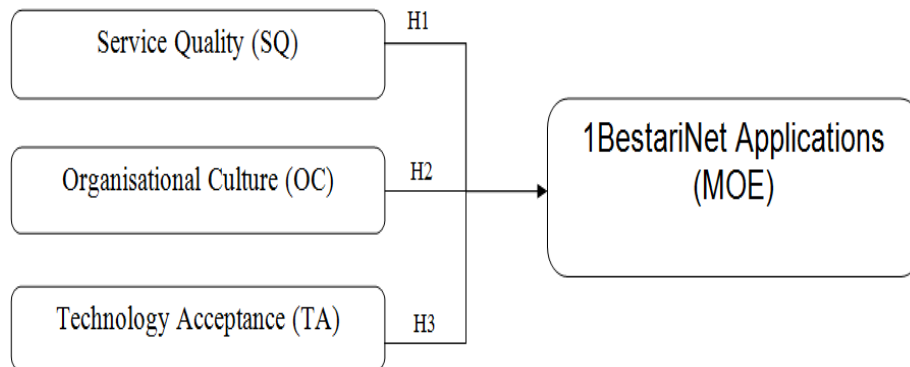 H1
Service Quality (SQ)
1BestariNet Applications
(MOE)
Organisational Culture (OC)
H2
Technology Acceptance (TA)
H3